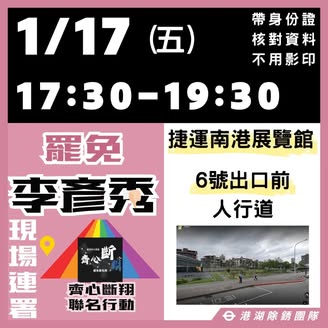 1/17 (五)
帶身份證
核對資料
不用影印
17:30-19:30
罷免
李彥秀
現場連署
齊心斷翔
聯名行動
捷運南港展覽館
6號出口前
人行道
港湖除銹團隊